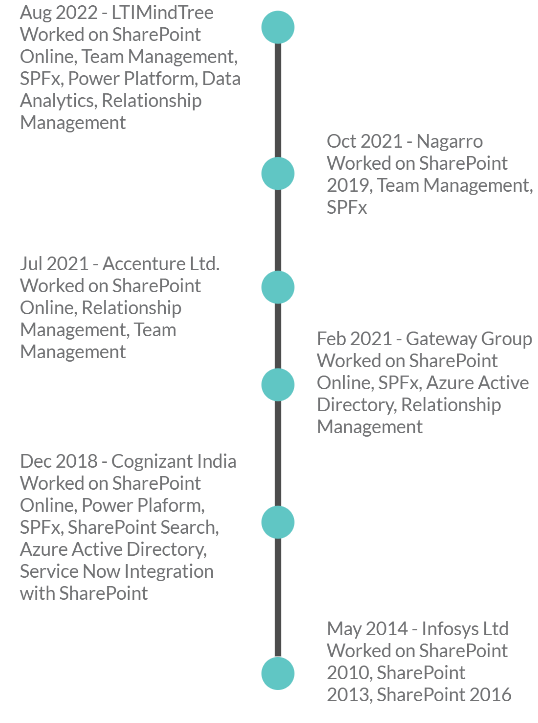 Aug 2022 - LTIMindTree
Worked on SharePoint
Online, Team Management,
SPFx, Power Platform, Data
Analytics, Relationship
Management
Oct 2021 - Nagarro
Worked on SharePoint
2019, Team Management,
SPFx
Jul 2021 - Accenture Ltd.
Worked on SharePoint
Online, Relationship
Management, Team
Management
Feb 2021 - Gateway Group
Worked on SharePoint
Online, SPFx, Azure Active
Directory, Relationship
Management
Dec 2018 - Cognizant India
Worked on SharePoint
Online, Power Plaform,
SPFx, SharePoint Search,
Azure Active Directory,
Service Now Integration
with SharePoint
May 2014 - Infosys Ltd
Worked on SharePoint
2010, SharePoint
2013, SharePoint 2016